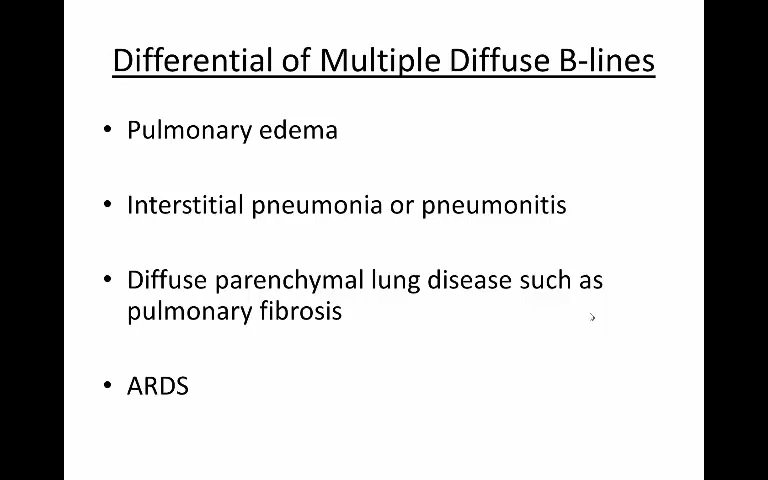 Differential of Multiple Diffuse B-lines
• Pulmonary edema
• Interstitial pneumonia or pneumonitis
• Diffuse parenchymal lung disease such as
pulmonary fibrosis
• ARDS